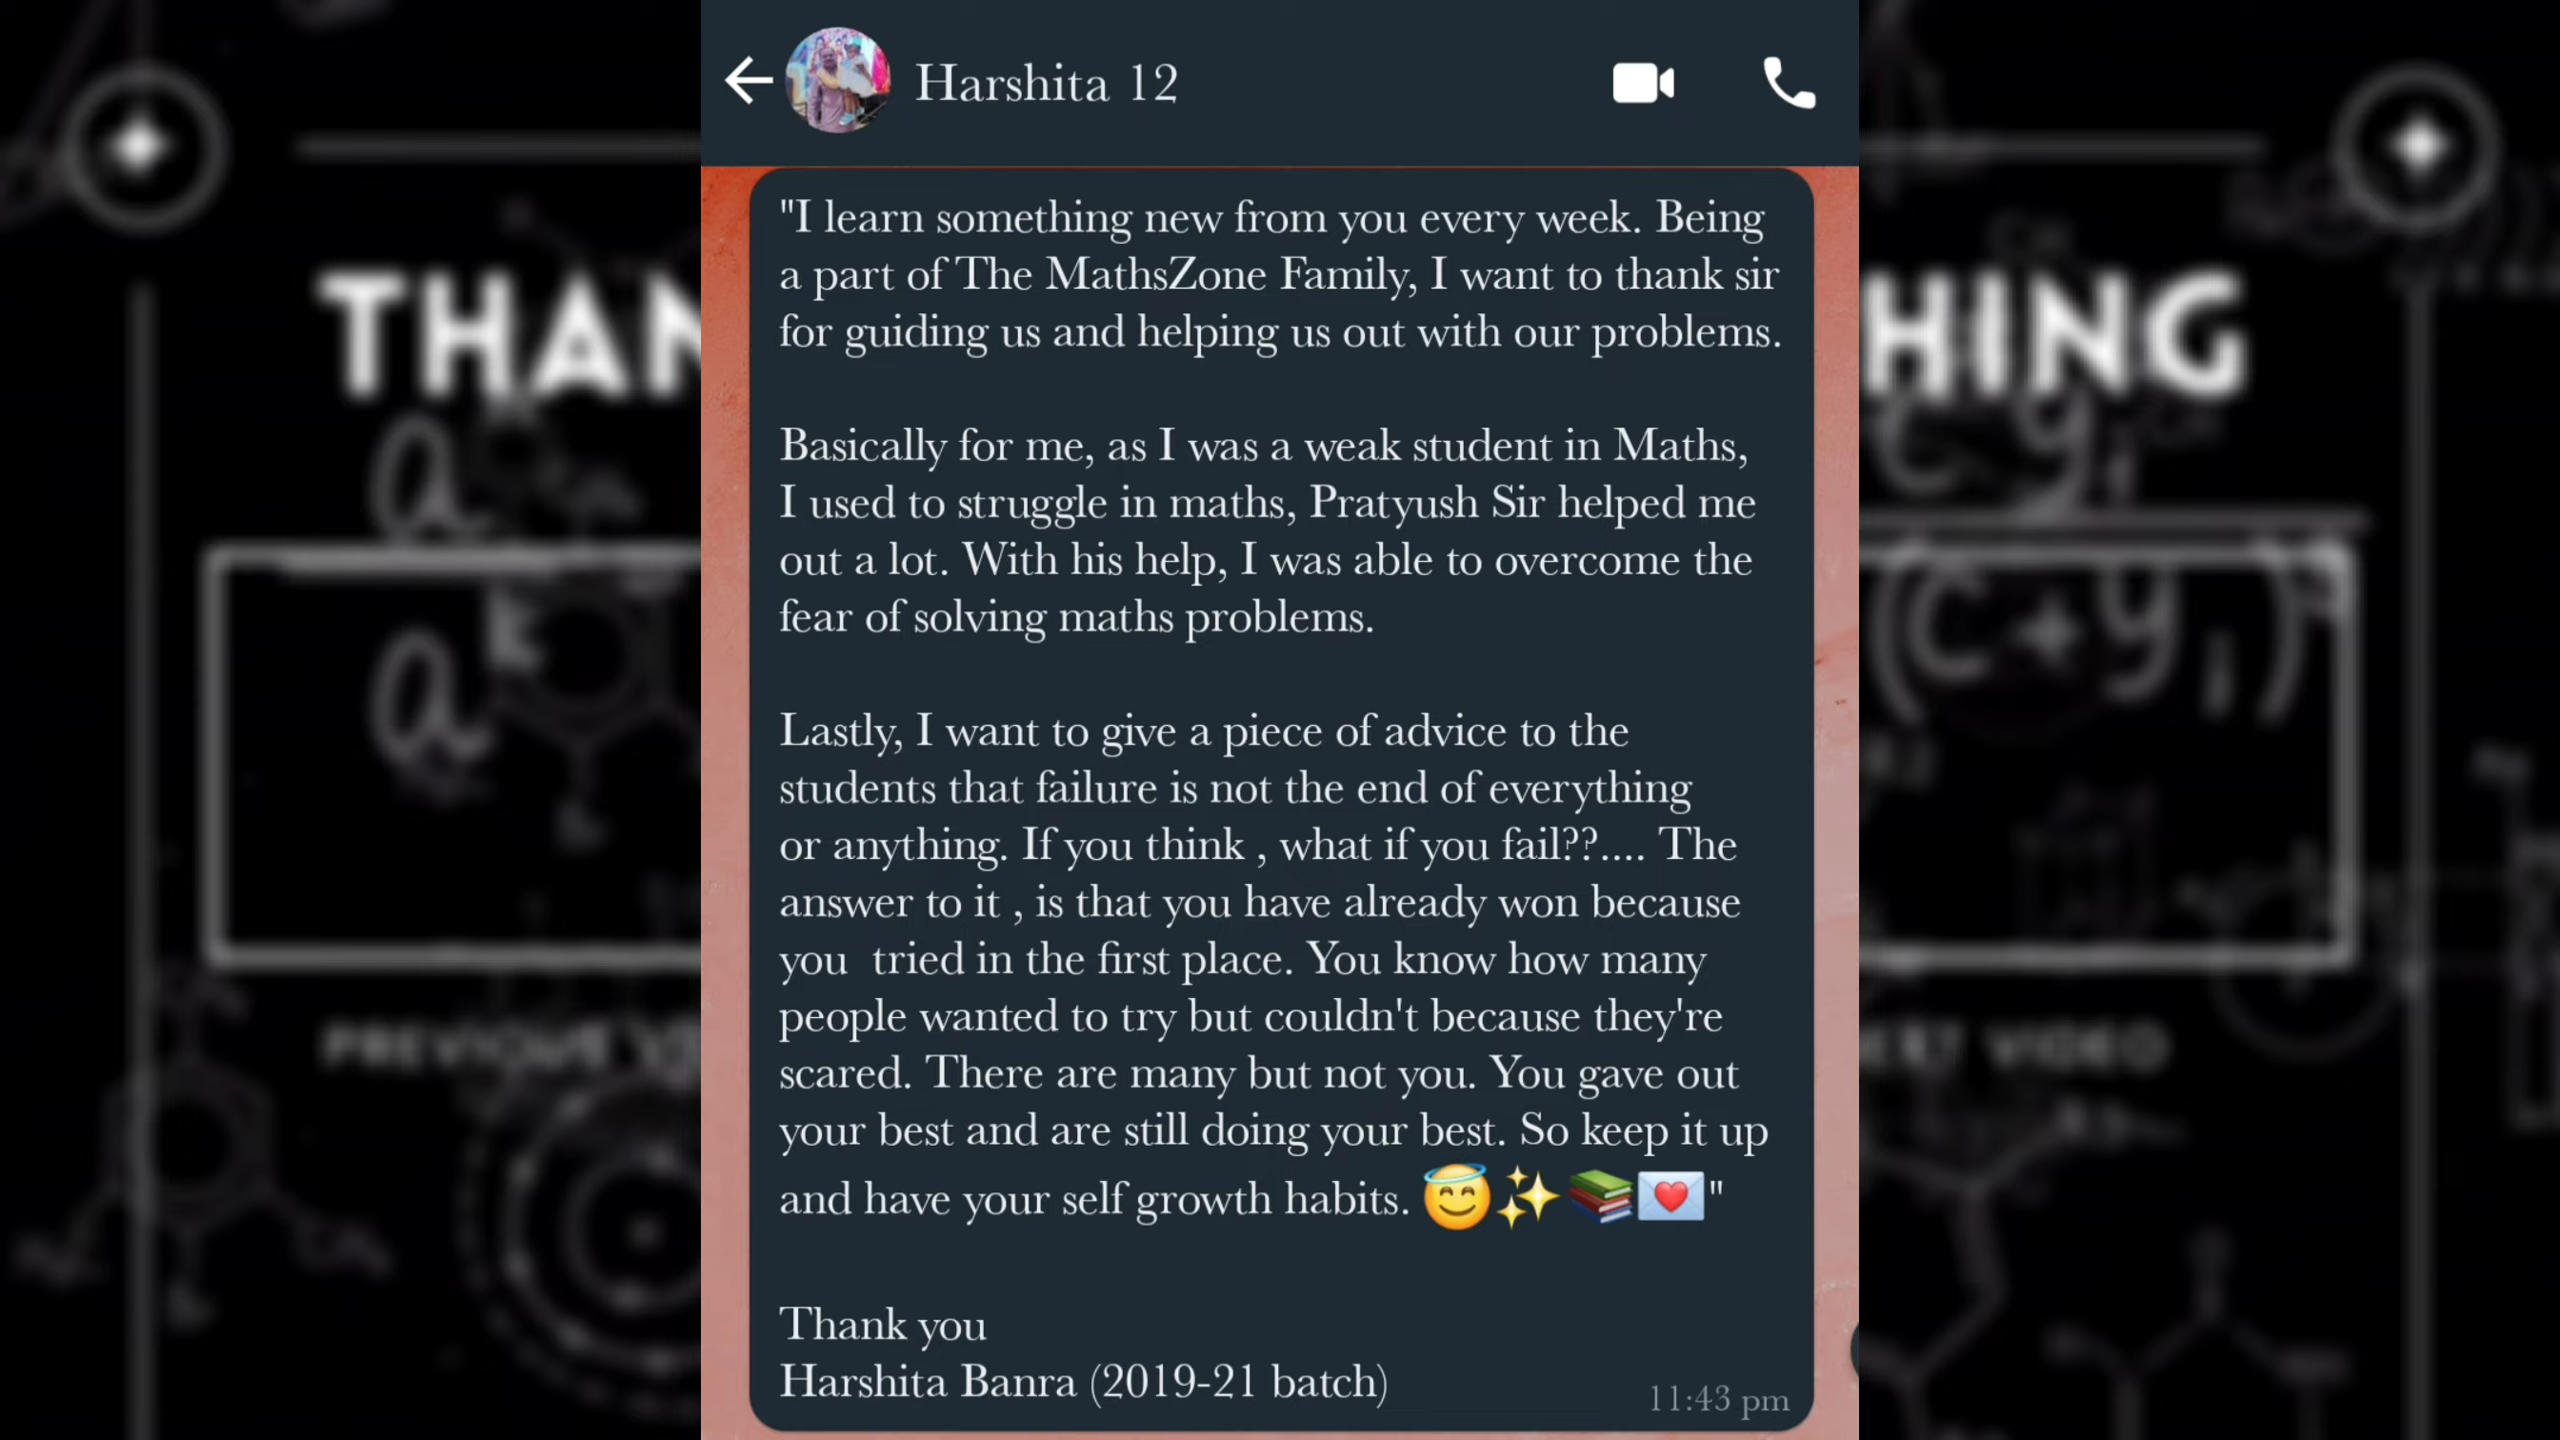 Harshita 12
"I learn something new from you every week. Being
a part of The MathsZone Family, I want to thank sir
for guiding us and helping us out with our problems.
Basically for me, as I was a weak student in Maths,
I used to struggle in maths, Pratyush Sir helped me
out a lot. With his help, I was able to overcome the
fear of solving maths problems.
Lastly, I want to give a piece of advice to the
students that failure is not the end of everything
or anything. If you think , what if you fail??.... The
answer to it , is that you have already won because
you  tried in the first place. You know how many
people wanted to try but couldn't because they're
scared. There are many but not you. You gave out
your best and are still doing your best. So keep it up
and have your self growth habits. 😇✨📚💌"
Thank you
Harshita Banra (2019-21 batch)
11:43 pm
THAN
HING
PREVIOUS
VIDEO
a
a
(c+y₁)